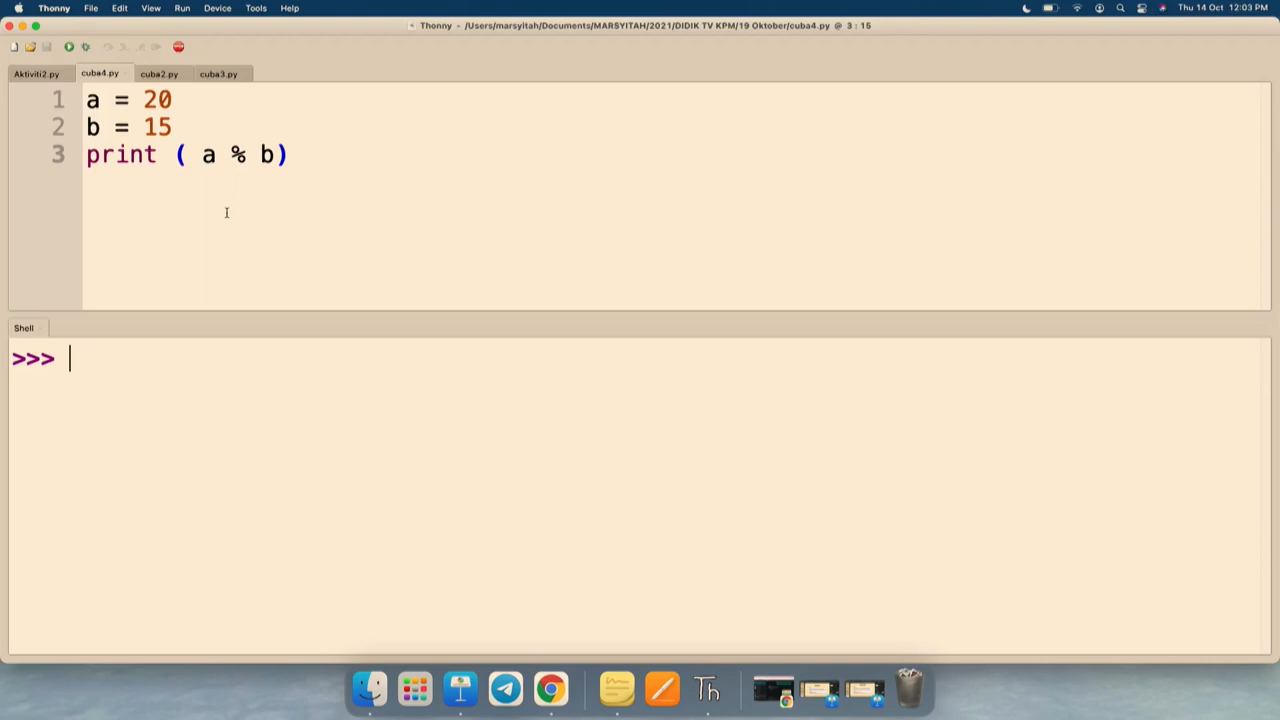 Thonny File Edit View Run Device Tools Help Thu 14 Oct 12:03 PM
Thonny - /Users/marsyitah/Documents/MARSYITAH/2021/DIDIK TV KPM/19 Oktober/cuba4.py @ 3 : 15
Aktiviti2.py cuba4.py cuba2.py cuba3.py
1 a = 20
2 b = 15
3 print ( a % b)
Shell
>>>
Th